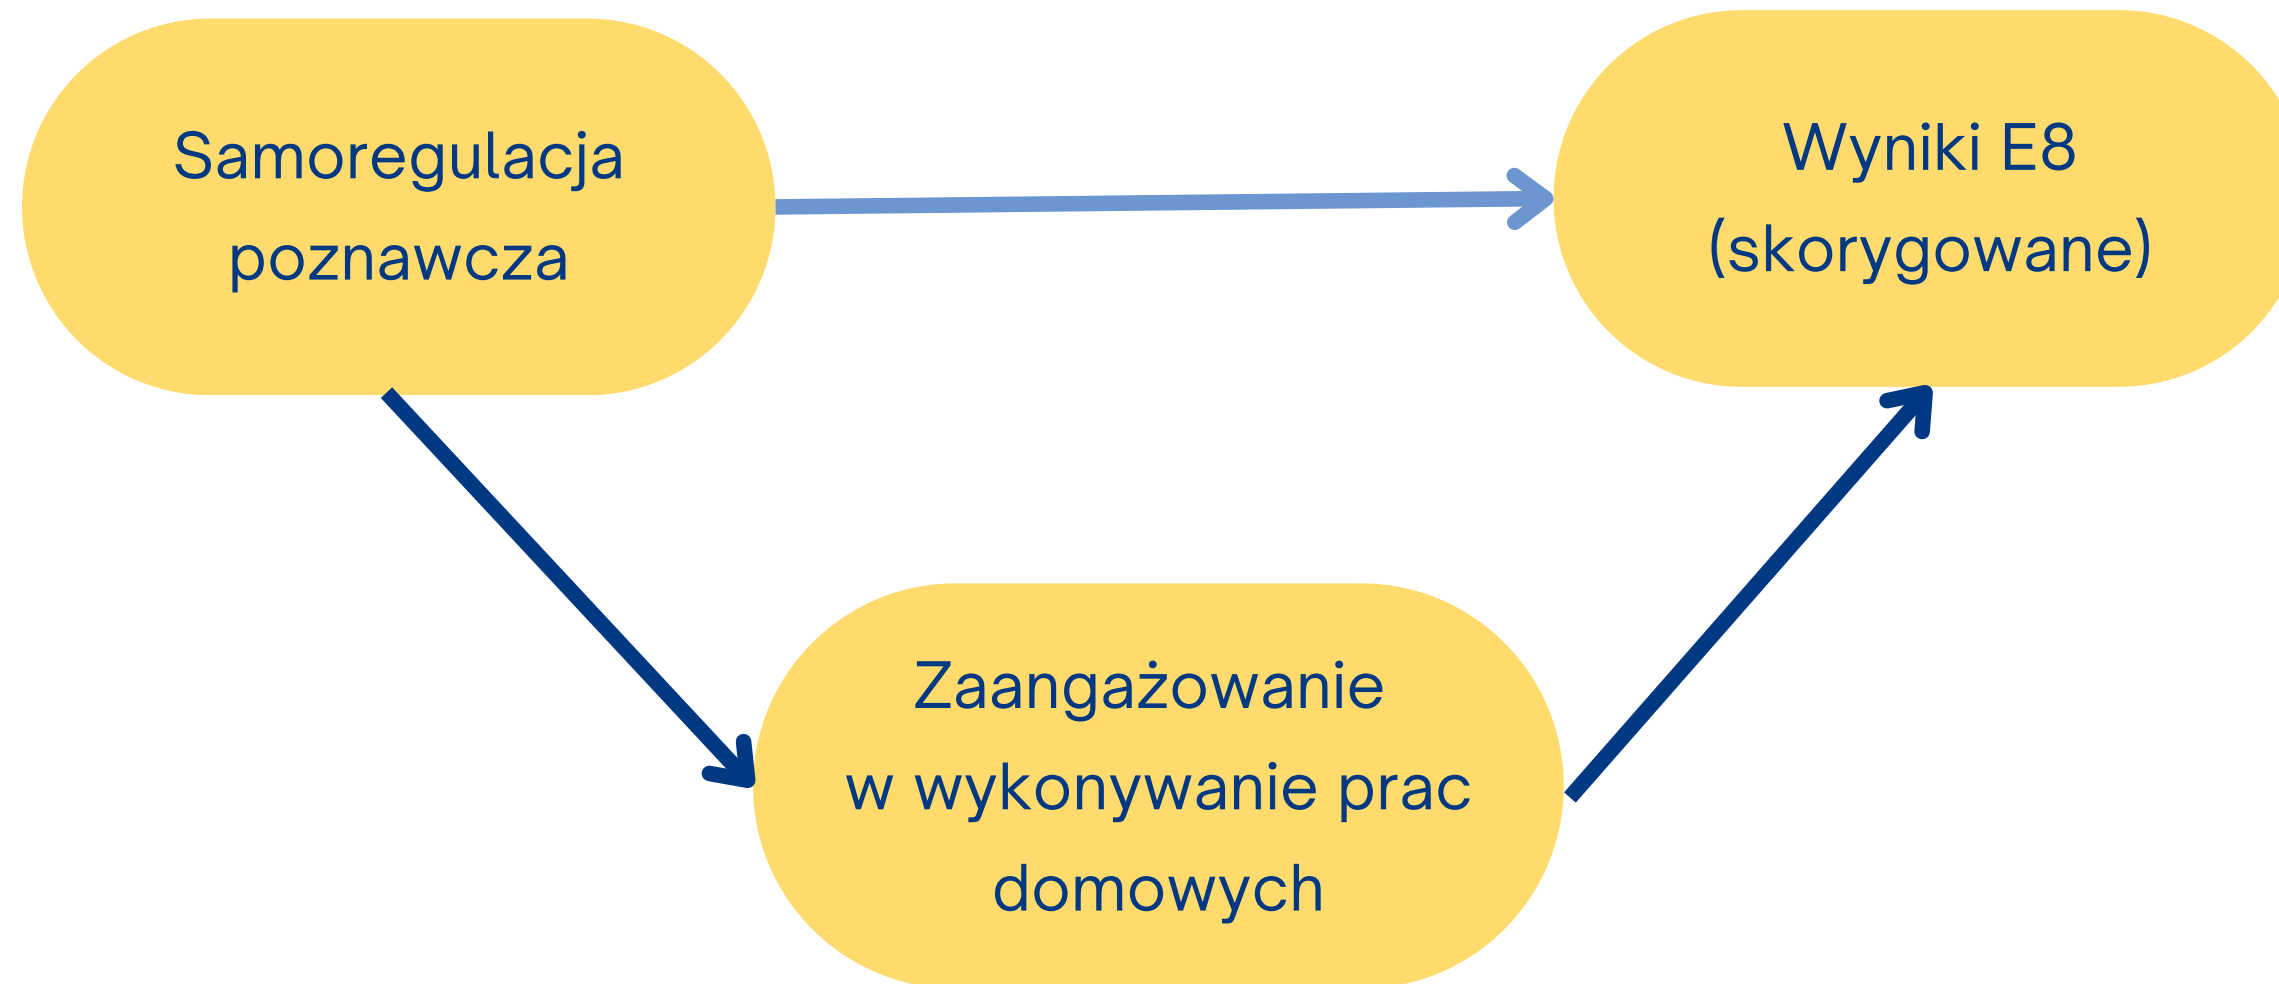 Samoregulacja
poznawcza
Wyniki E8
(skorygowane)
Zaangażowanie
w wykonywanie prac
domowych